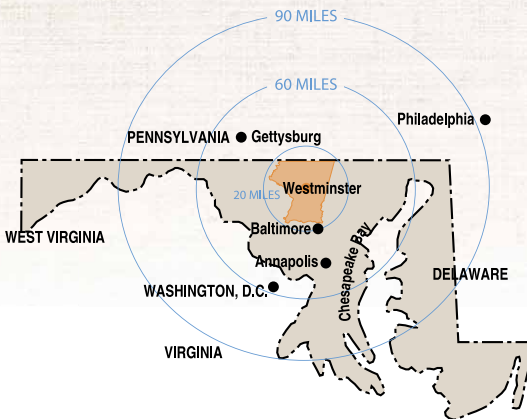 90 MILES
60 MILES
Philadelphia
PENNSYLVANIA Gettysburg
20 MILES
Westminster
Baltimore
WEST VIRGINIA
Annapolis
Chesapeake Bay
DELAWARE
WASHINGTON, D.C.
VIRGINIA